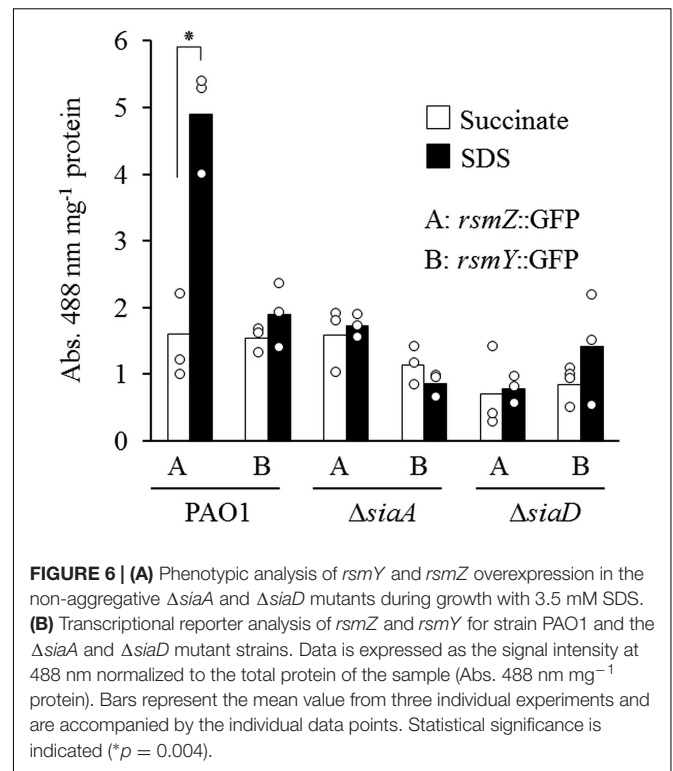 6
*
5
4
3
2
1
0
Abs. 488 nm mg⁻¹ protein
Succinate
SDS
A: rsmZ::GFP
B: rsmY::GFP
A B A B A B
PAO1 ΔsiaA ΔsiaD
FIGURE 6 | (A) Phenotypic analysis of rsmY and rsmZ overexpression in the
non-aggregative ΔsiaA and ΔsiaD mutants during growth with 3.5 mM SDS.
(B) Transcriptional reporter analysis of rsmZ and rsmY for strain PAO1 and the
ΔsiaA and ΔsiaD mutant strains. Data is expressed as the signal intensity at
488 nm normalized to the total protein of the sample (Abs. 488 nm mg⁻¹
protein). Bars represent the mean value from three individual experiments and
are accompanied by the individual data points. Statistical significance is
indicated (*p = 0.004).